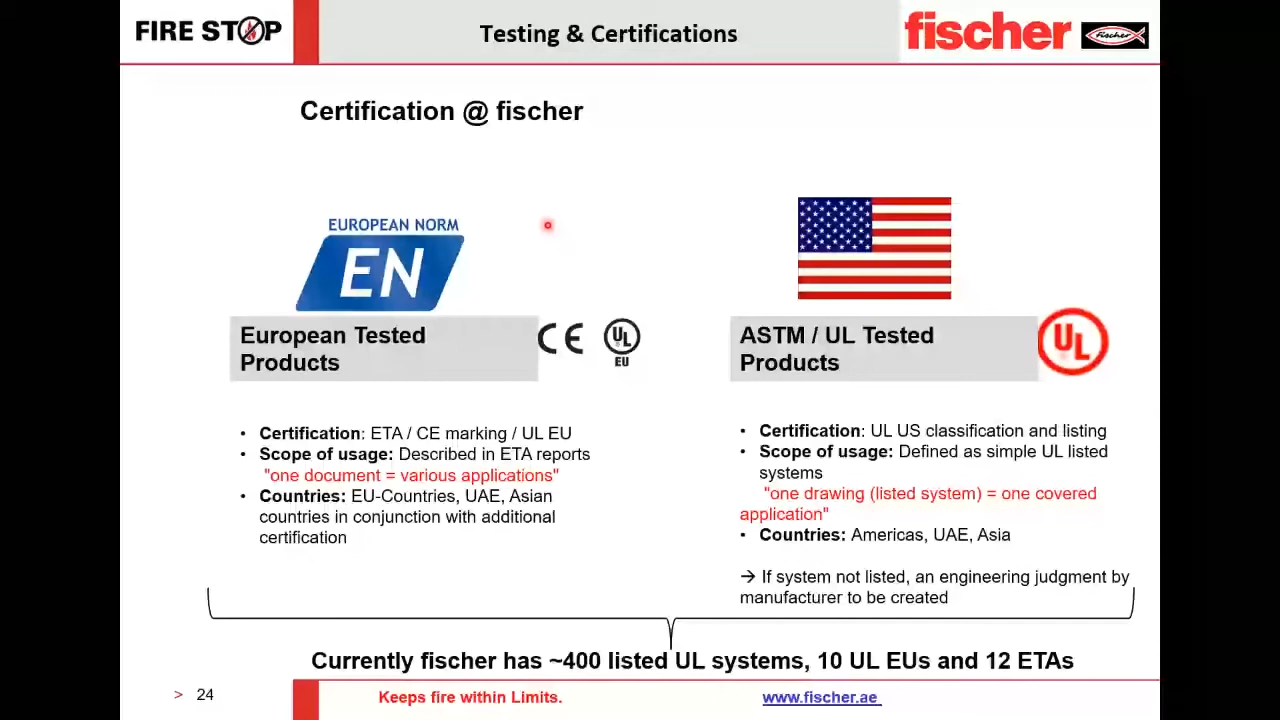 FIRE STOP
Testing & Certifications
fischer
fischer
Certification @ fischer
EUROPEAN NORM
EN
European Tested
Products
CE
UL
EU
• Certification: ETA / CE marking / UL EU
• Scope of usage: Described in ETA reports
"one document = various applications"
• Countries: EU-Countries, UAE, Asian
countries in conjunction with additional
certification
ASTM / UL Tested
Products
UL
• Certification: UL US classification and listing
• Scope of usage: Defined as simple UL listed
systems
"one drawing (listed system) = one covered
application"
• Countries: Americas, UAE, Asia
→ If system not listed, an engineering judgment by
manufacturer to be created
Currently fischer has ~400 listed UL systems, 10 UL EUs and 12 ETAs
> 24
Keeps fire within Limits.
www.fischer.ae